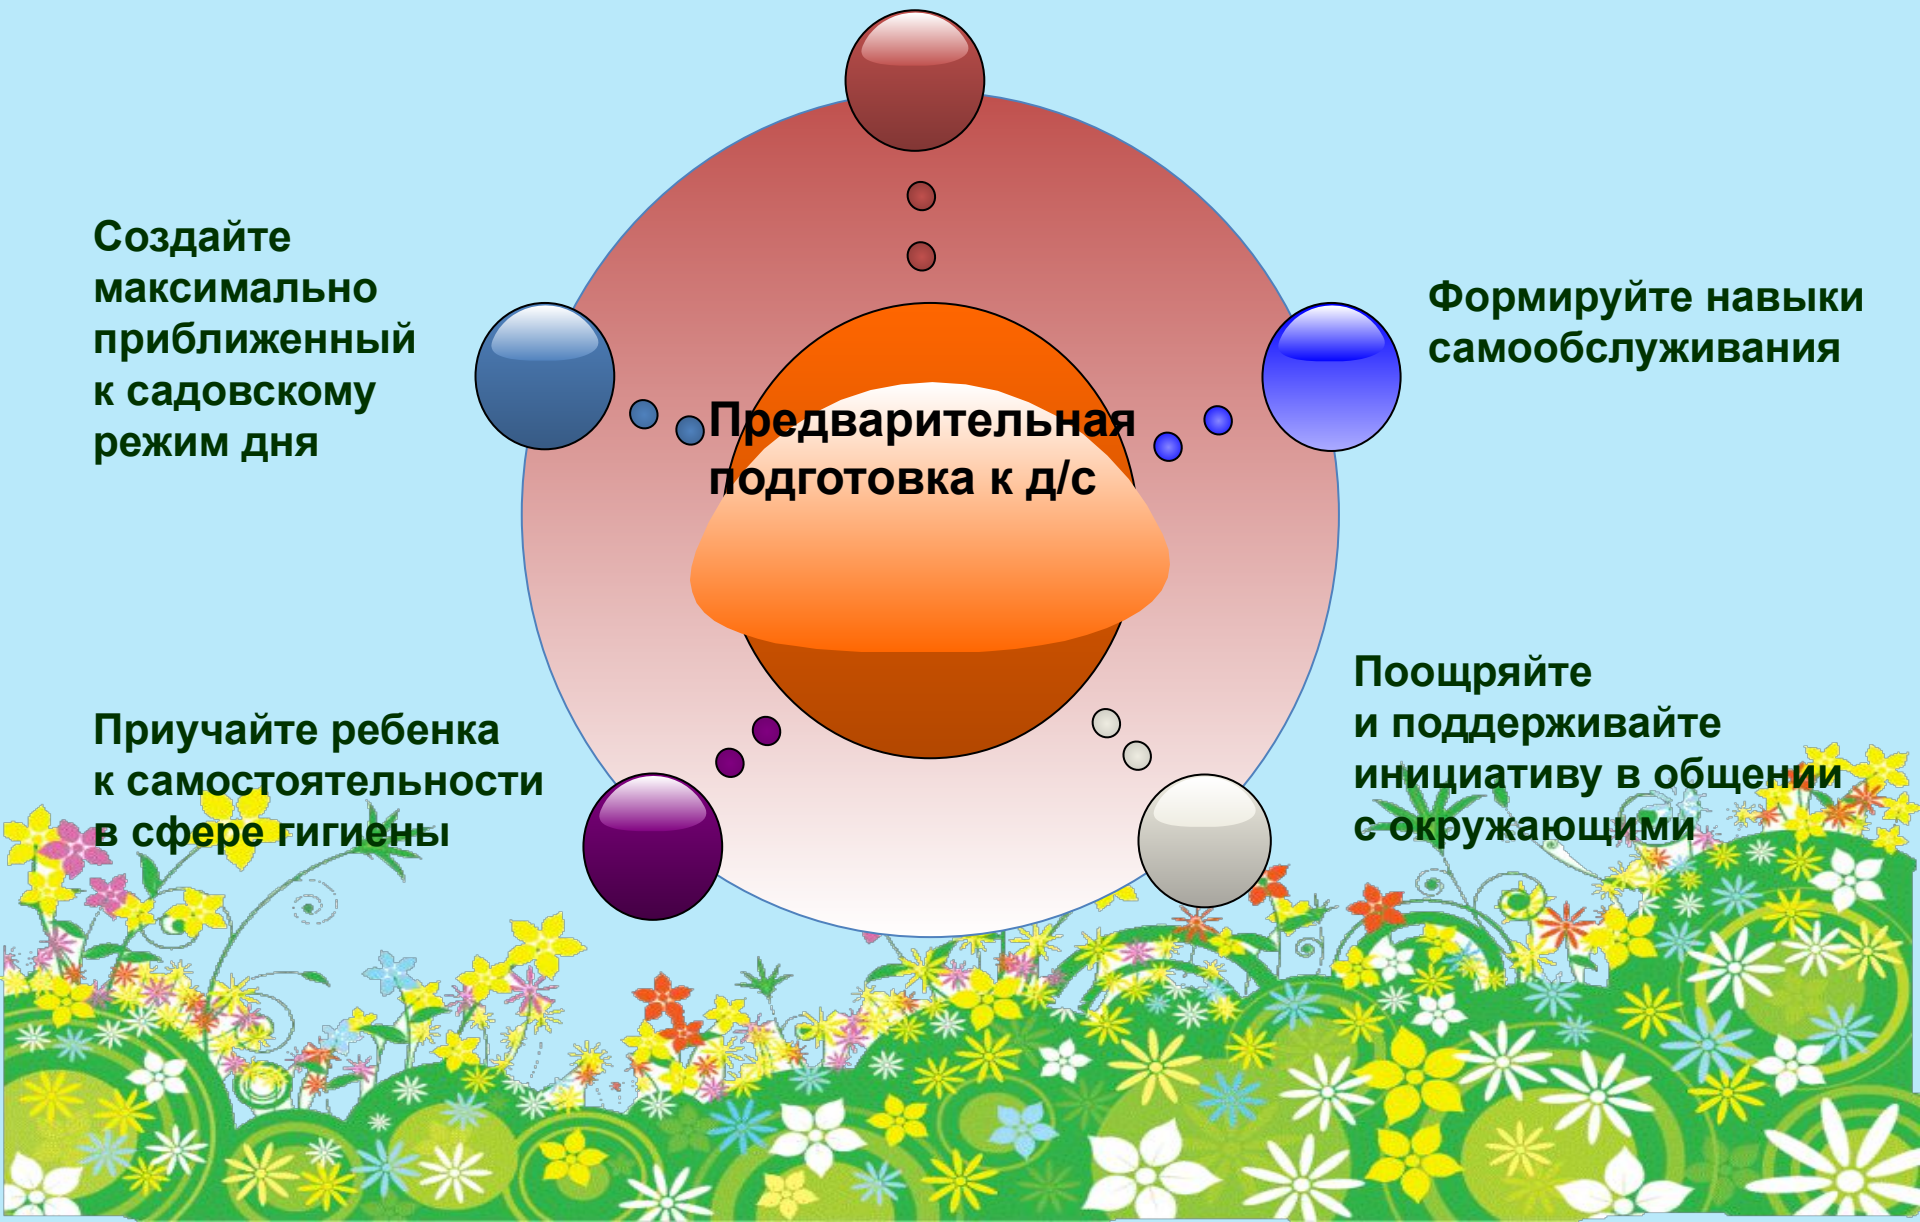 Создайте
максимально
приближенный
к садовскому
режим дня
Формируйте навыки
самообслуживания
Предварительная
подготовка к д/с
Приучайте ребенка
к самостоятельности
в сфере гигиены
Поощряйте
и поддерживайте
инициативу в общении
с окружающими